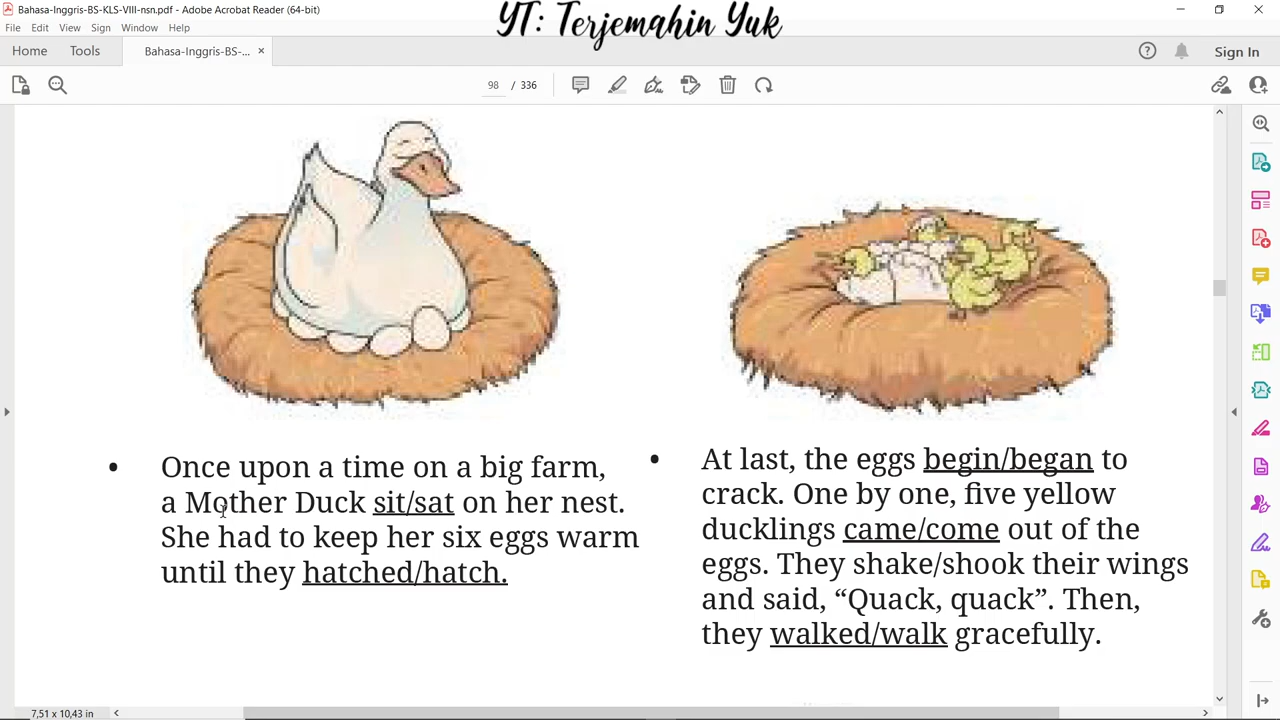 Bahasa-Inggris-BS-KLS-VIII-nsn.pdf - Adobe Acrobat Reader (64-bit)
YT: Terjemahin Yuk
File Edit View Sign Window Help
Home Tools Bahasa-Inggris-BS-... × Sign In
98 / 336
• Once upon a time on a big farm,
a Mother Duck sit/sat on her nest.
She had to keep her six eggs warm
until they hatched/hatch.
• At last, the eggs begin/began to
crack. One by one, five yellow
ducklings came/come out of the
eggs. They shake/shook their wings
and said, “Quack, quack”. Then,
they walked/walk gracefully.
7,51 x 10,43 in